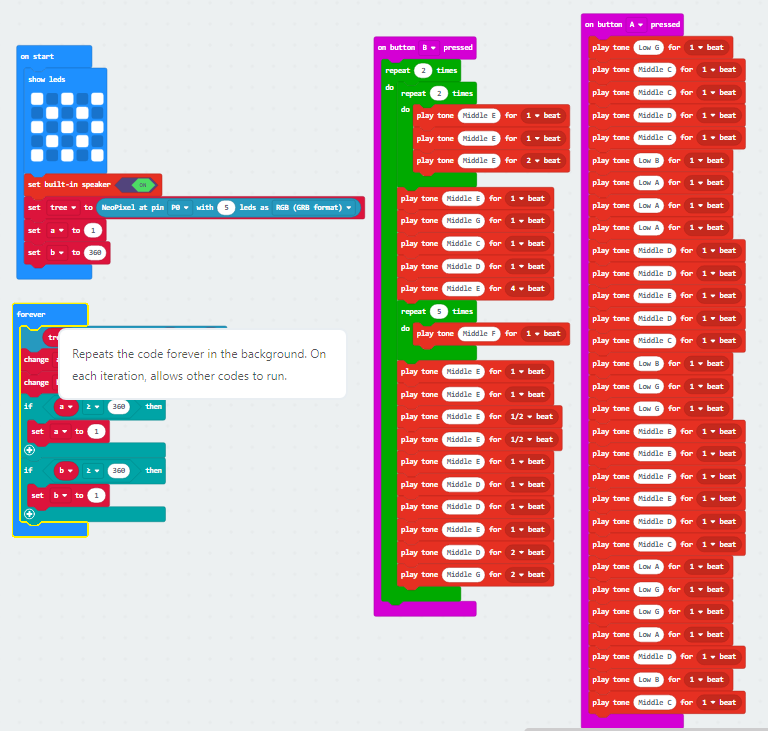 on start
show leds
set built-in speaker ON
set tree to NeoPixel at pin P0 with 5 leds as RGB (GRB format)
set a to 1
set b to 360
forever
Repeats the code forever in the background. On
each iteration, allows other codes to run.
change
change
if a ≥ 360 then
set a to 1
if b ≥ 360 then
set b to 1
on button B pressed
repeat 2 times
do
repeat 2 times
do
play tone Middle E for 1 beat
play tone Middle E for 1 beat
play tone Middle E for 2 beat
play tone Middle E for 1 beat
play tone Middle G for 1 beat
play tone Middle C for 1 beat
play tone Middle D for 1 beat
play tone Middle E for 4 beat
repeat 5 times
do
play tone Middle F for 1 beat
play tone Middle E for 1 beat
play tone Middle E for 1 beat
play tone Middle E for 1/2 beat
play tone Middle E for 1/2 beat
play tone Middle E for 1 beat
play tone Middle D for 1 beat
play tone Middle D for 1 beat
play tone Middle E for 1 beat
play tone Middle D for 2 beat
play tone Middle G for 2 beat
on button A pressed
play tone Low G for 1 beat
play tone Middle C for 1 beat
play tone Middle C for 1 beat
play tone Middle D for 1 beat
play tone Middle C for 1 beat
play tone Low B for 1 beat
play tone Low A for 1 beat
play tone Low A for 1 beat
play tone Low A for 1 beat
play tone Middle D for 1 beat
play tone Middle D for 1 beat
play tone Middle E for 1 beat
play tone Middle D for 1 beat
play tone Middle C for 1 beat
play tone Low B for 1 beat
play tone Low G for 1 beat
play tone Low G for 1 beat
play tone Middle E for 1 beat
play tone Middle E for 1 beat
play tone Middle F for 1 beat
play tone Middle E for 1 beat
play tone Middle D for 1 beat
play tone Middle C for 1 beat
play tone Low A for 1 beat
play tone Low G for 1 beat
play tone Low G for 1 beat
play tone Low A for 1 beat
play tone Middle D for 1 beat
play tone Low B for 1 beat
play tone Middle C for 1 beat